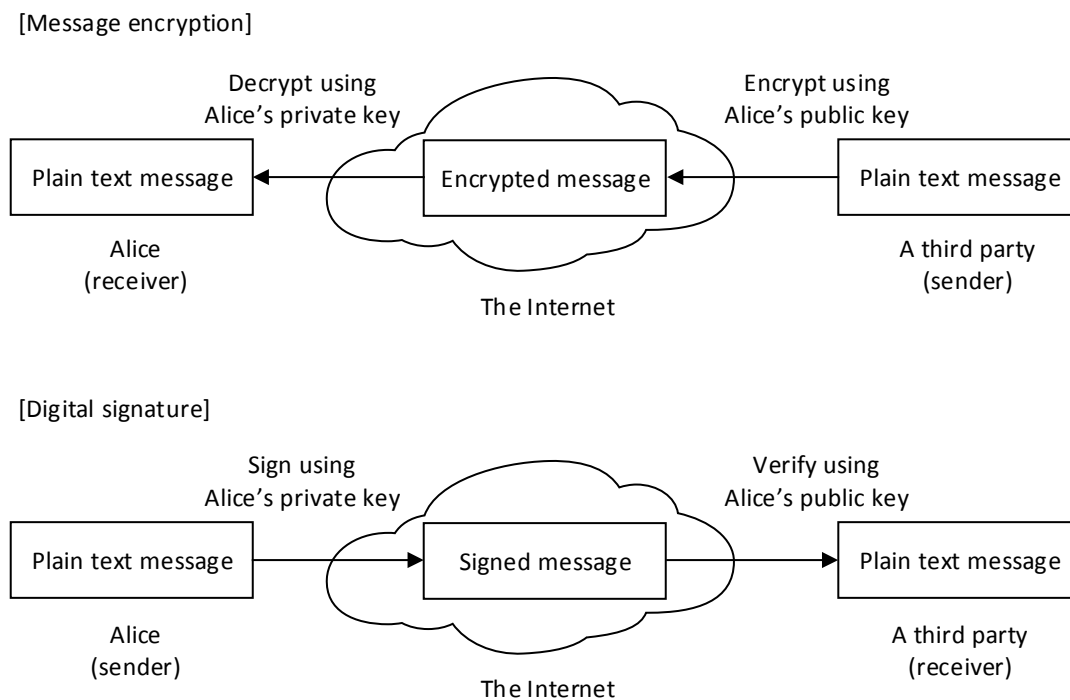 [Message encryption]
Decrypt using
Alice’s private key
Encrypt using
Alice’s public key
Plain text message
Encrypted message
Plain text message
Alice
(receiver)
A third party
(sender)
The Internet
[Digital signature]
Sign using
Alice’s private key
Verify using
Alice’s public key
Plain text message
Signed message
Plain text message
Alice
(sender)
A third party
(receiver)
The Internet